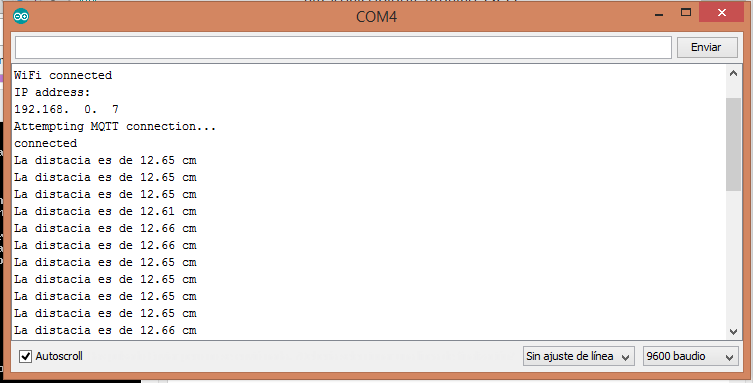 COM4
Enviar
WiFi connected
IP address:
192.168.  0.  7
Attempting MQTT connection...
connected
La distacia es de 12.65 cm
La distacia es de 12.65 cm
La distacia es de 12.65 cm
La distacia es de 12.61 cm
La distacia es de 12.66 cm
La distacia es de 12.66 cm
La distacia es de 12.65 cm
La distacia es de 12.65 cm
La distacia es de 12.65 cm
La distacia es de 12.65 cm
La distacia es de 12.66 cm
Autoscroll
Sin ajuste de línea
9600 baudio